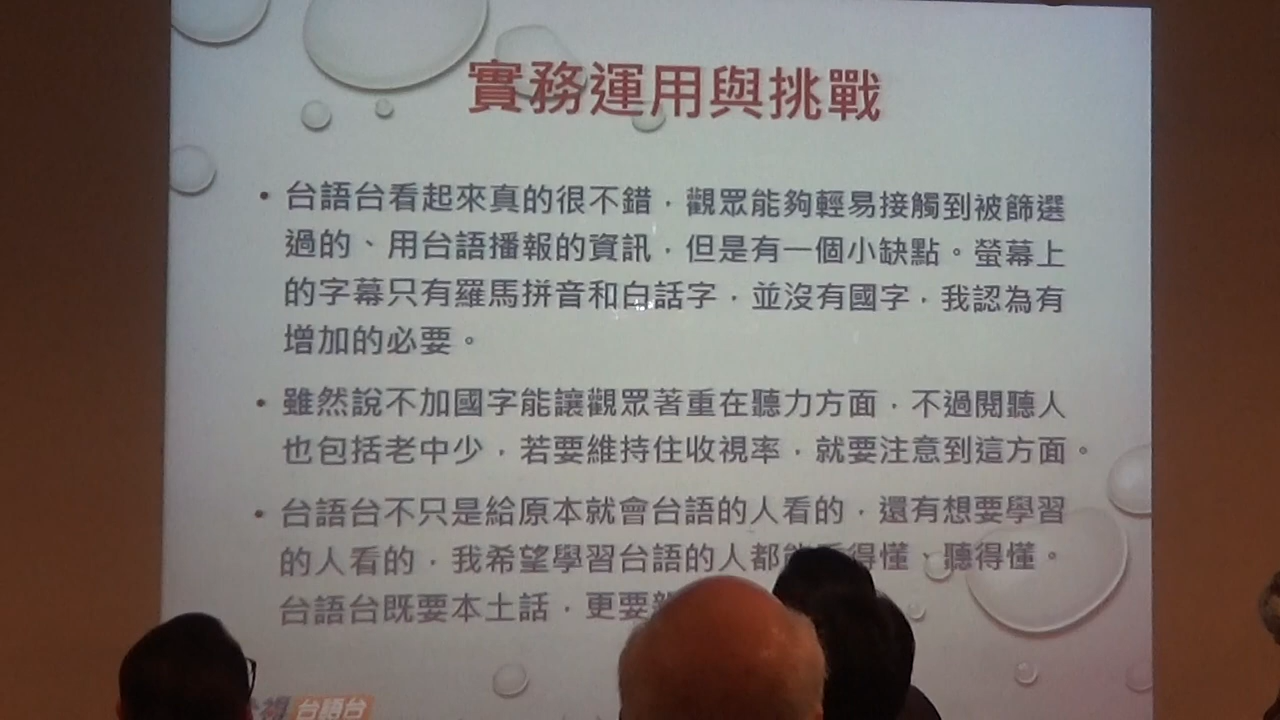 實務運用與挑戰
• 台語台看起來真的很不錯，觀眾能夠輕易接觸到被篩選
過的、用台語播報的資訊，但是有一個小缺點。螢幕上
的字幕只有羅馬拼音和白話字，並沒有國字，我認為有
增加的必要。
• 雖然說不加國字能讓觀眾著重在聽力方面，不過閱聽人
也包括老中少，若要維持住收視率，就要注意到這方面。
• 台語台不只是給原本就會台語的人看的，還有想要學習
的人看的，我希望學習台語的人都能看得懂、聽得懂。
台語台既要本土話，更要
台語台